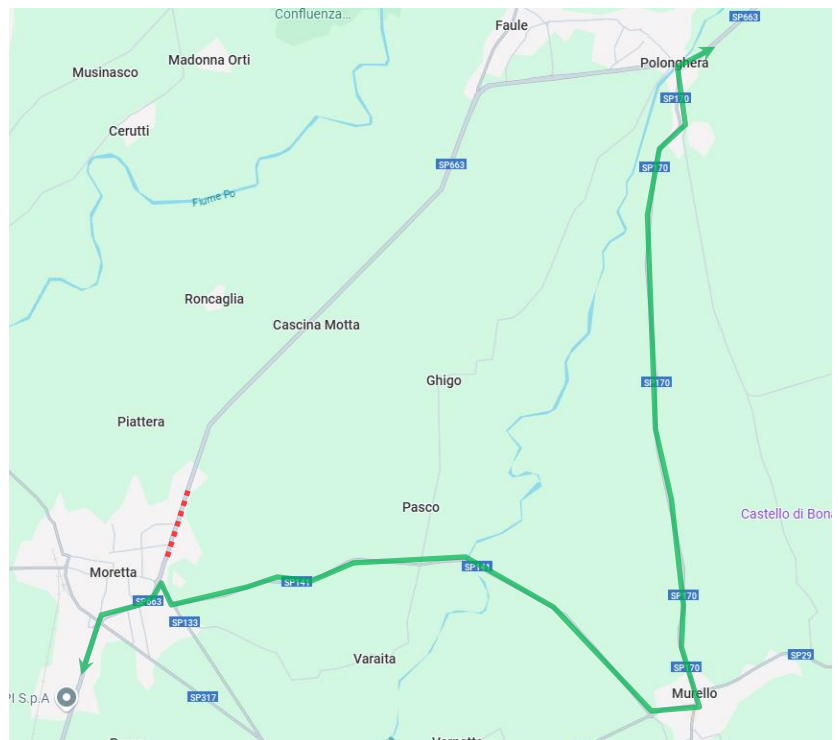 Confluenza...
SP663
Faule
Madonna Orti
Polonghera
Musinasco
SP170
Cerutti
SP663
SP170
Fiume Po
Roncaglia
Cascina Motta
Ghigo
SP170
Piattera
Pasco
Castello di Bona
Moretta
SP141
SP663
SP170
SP133
Varaita
SP29
SP170
PI S.p.A
SP317
Murello